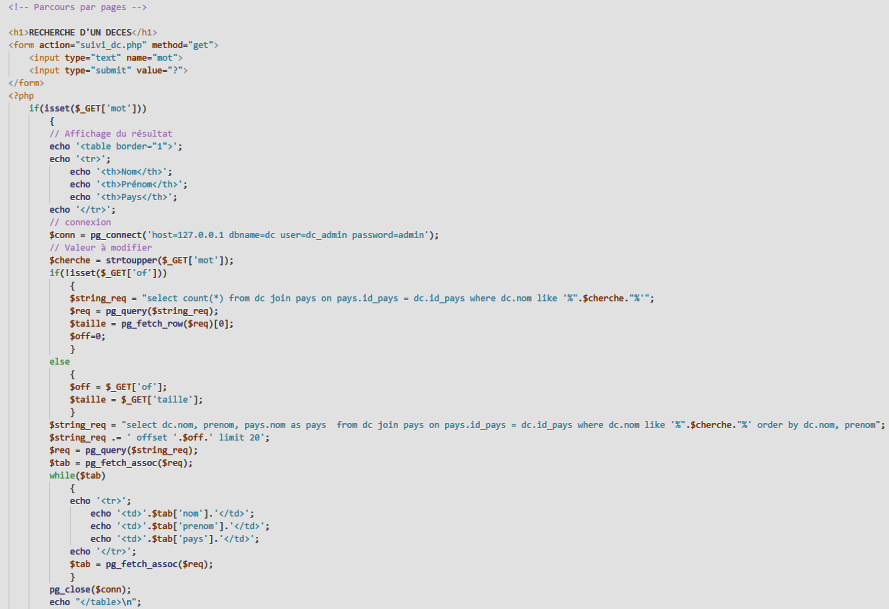 <!-- Parcours par pages -->
<h1>RECHERCHE D'UN DECES</h1>
<form action="suivi_dc.php" method="get">
<input type="text" name="mot">
<input type="submit" value="?">
</form>
<?php
if(isset($_GET['mot']))
{
// Affichage du résultat
echo '<table border="1">';
echo '<tr>';
echo '<th>Nom</th>';
echo '<th>Prénom</th>';
echo '<th>Pays</th>';
echo '</tr>';
// connexion
$conn = pg_connect('host=127.0.0.1 dbname=dc user=dc_admin password=admin');
// Valeur à modifier
$cherche = strtoupper($_GET['mot']);
if(!isset($_GET['of']))
{
$string_req = "select count(*) from dc join pays on pays.id_pays = dc.id_pays where dc.nom like '%".$cherche."%'";
$req = pg_query($string_req);
$taille = pg_fetch_row($req)[0];
$off=0;
}
else
{
$off = $_GET['of'];
$taille = $_GET['taille'];
}
$string_req = "select dc.nom, prenom, pays.nom as pays  from dc join pays on pays.id_pays = dc.id_pays where dc.nom like '%".$cherche."%' order by dc.nom, prenom";
$string_req .= ' offset '.$off.' limit 20';
$req = pg_query($string_req);
$tab = pg_fetch_assoc($req);
while($tab)
{
echo '<tr>';
echo '<td>'.$tab['nom'].'</td>';
echo '<td>'.$tab['prenom'].'</td>';
echo '<td>'.$tab['pays'].'</td>';
echo '</tr>';
$tab = pg_fetch_assoc($req);
}
pg_close($conn);
echo "</table>\n";